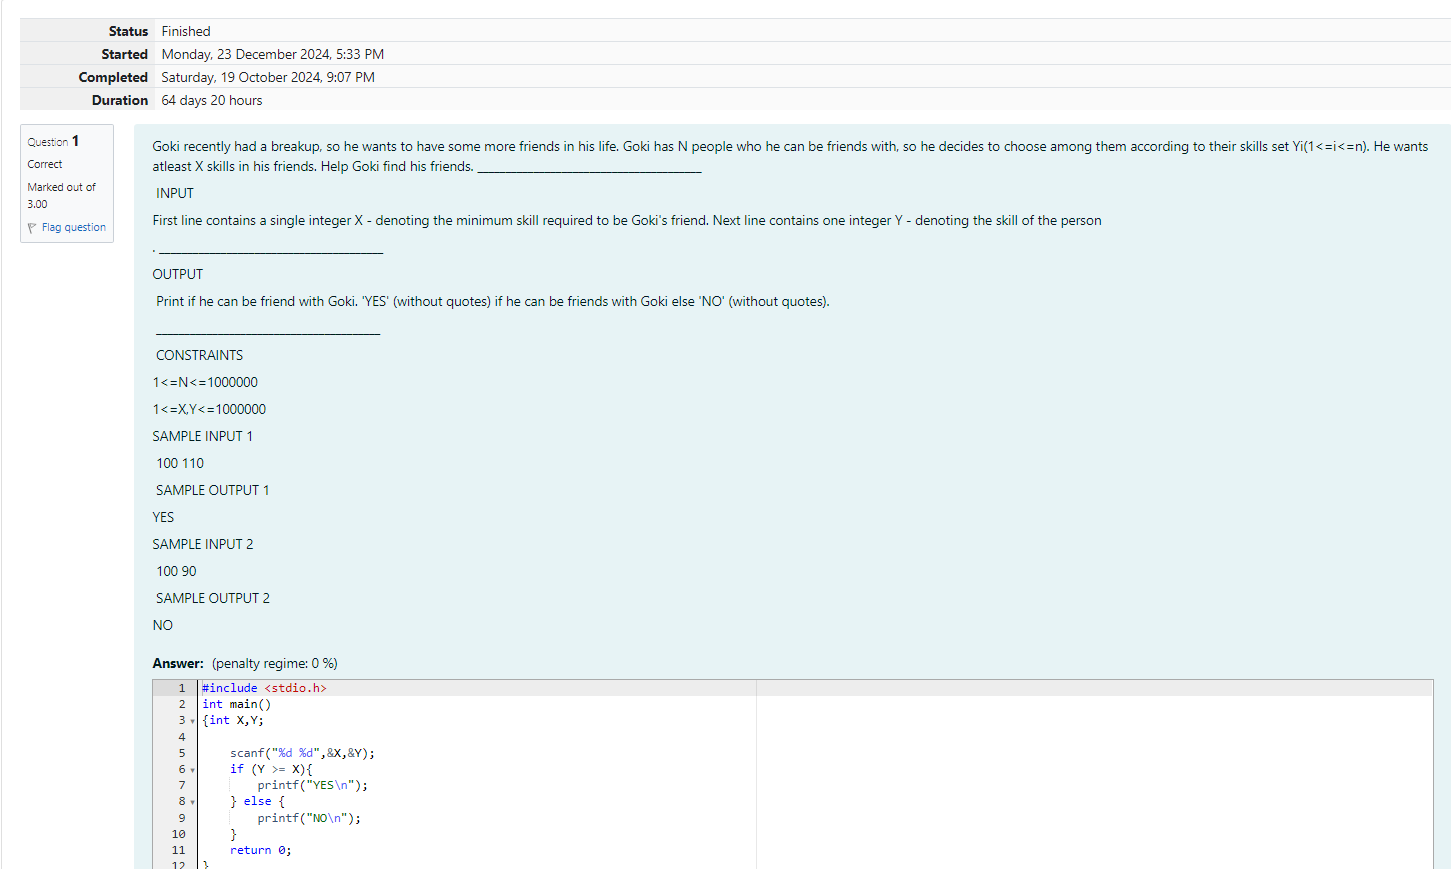 Status Finished
Started Monday, 23 December 2024, 5:33 PM
Completed Saturday, 19 October 2024, 9:07 PM
Duration 64 days 20 hours
Question 1
Correct
Marked out of
3.00
Flag question
Goki recently had a breakup, so he wants to have some more friends in his life. Goki has N people who he can be friends with, so he decides to choose among them according to their skills set Yi(1<=i<=n). He wants
atleast X skills in his friends. Help Goki find his friends. ________________________________
INPUT
First line contains a single integer X - denoting the minimum skill required to be Goki's friend. Next line contains one integer Y - denoting the skill of the person
. ________________________________
OUTPUT
Print if he can be friend with Goki. 'YES' (without quotes) if he can be friends with Goki else 'NO' (without quotes).
________________________________
CONSTRAINTS
1<=N<=1000000
1<=X,Y<=1000000
SAMPLE INPUT 1
100 110
SAMPLE OUTPUT 1
YES
SAMPLE INPUT 2
100 90
SAMPLE OUTPUT 2
NO
Answer: (penalty regime: 0 %)
1 #include <stdio.h>
2 int main()
3 {int X,Y;
4
5 scanf("%d %d",&X,&Y);
6 if (Y >= X){
7 printf("YES\n");
8 } else {
9 printf("NO\n");
10 }
11 return 0;
12 }